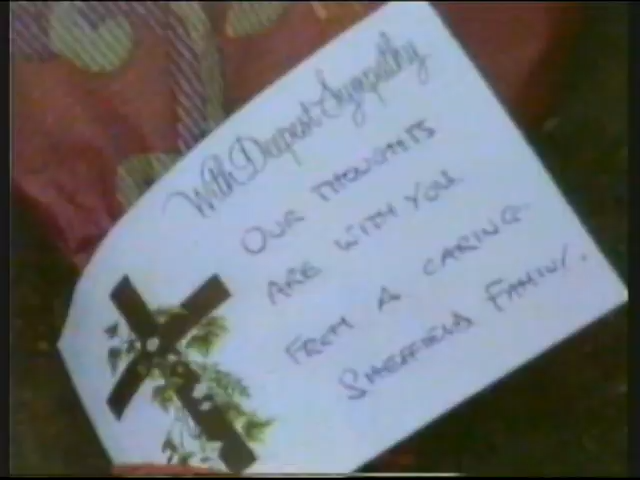 With Deepest Sympathy
OUR THOUGHTS
ARE WITH YOU
FROM A CARING
SHEFFIELD FAMILY.